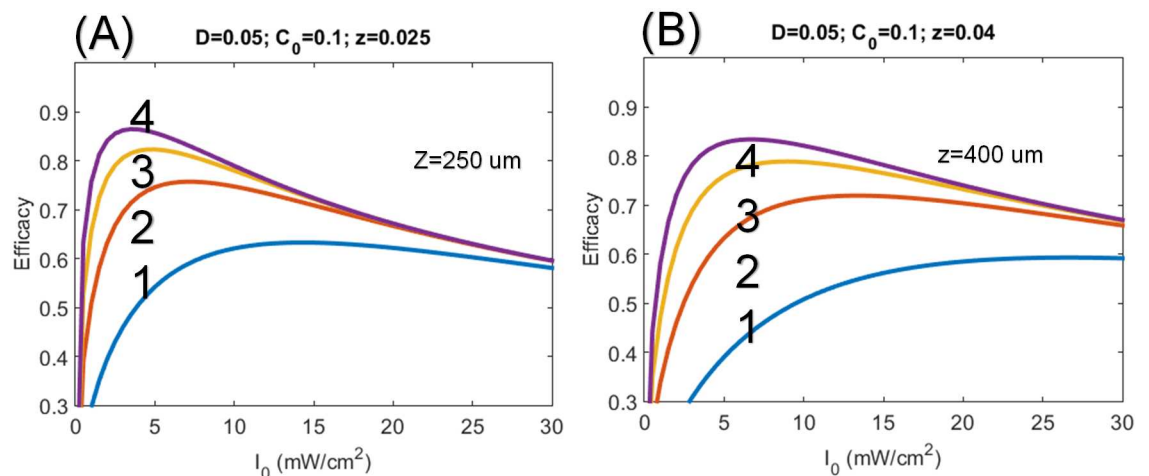 (A)
D=0.05; C₀=0.1; z=0.025
Efficacy
0.9
0.8
0.7
0.6
0.5
0.4
0.3
4
3
2
1
Z=250 um
0 5 10 15 20 25 30
I₀ (mW/cm²)
(B)
D=0.05; C₀=0.1; z=0.04
Efficacy
0.9
0.8
0.7
0.6
0.5
0.4
0.3
4
3
2
1
z=400 um
0 5 10 15 20 25 30
I₀ (mW/cm²)